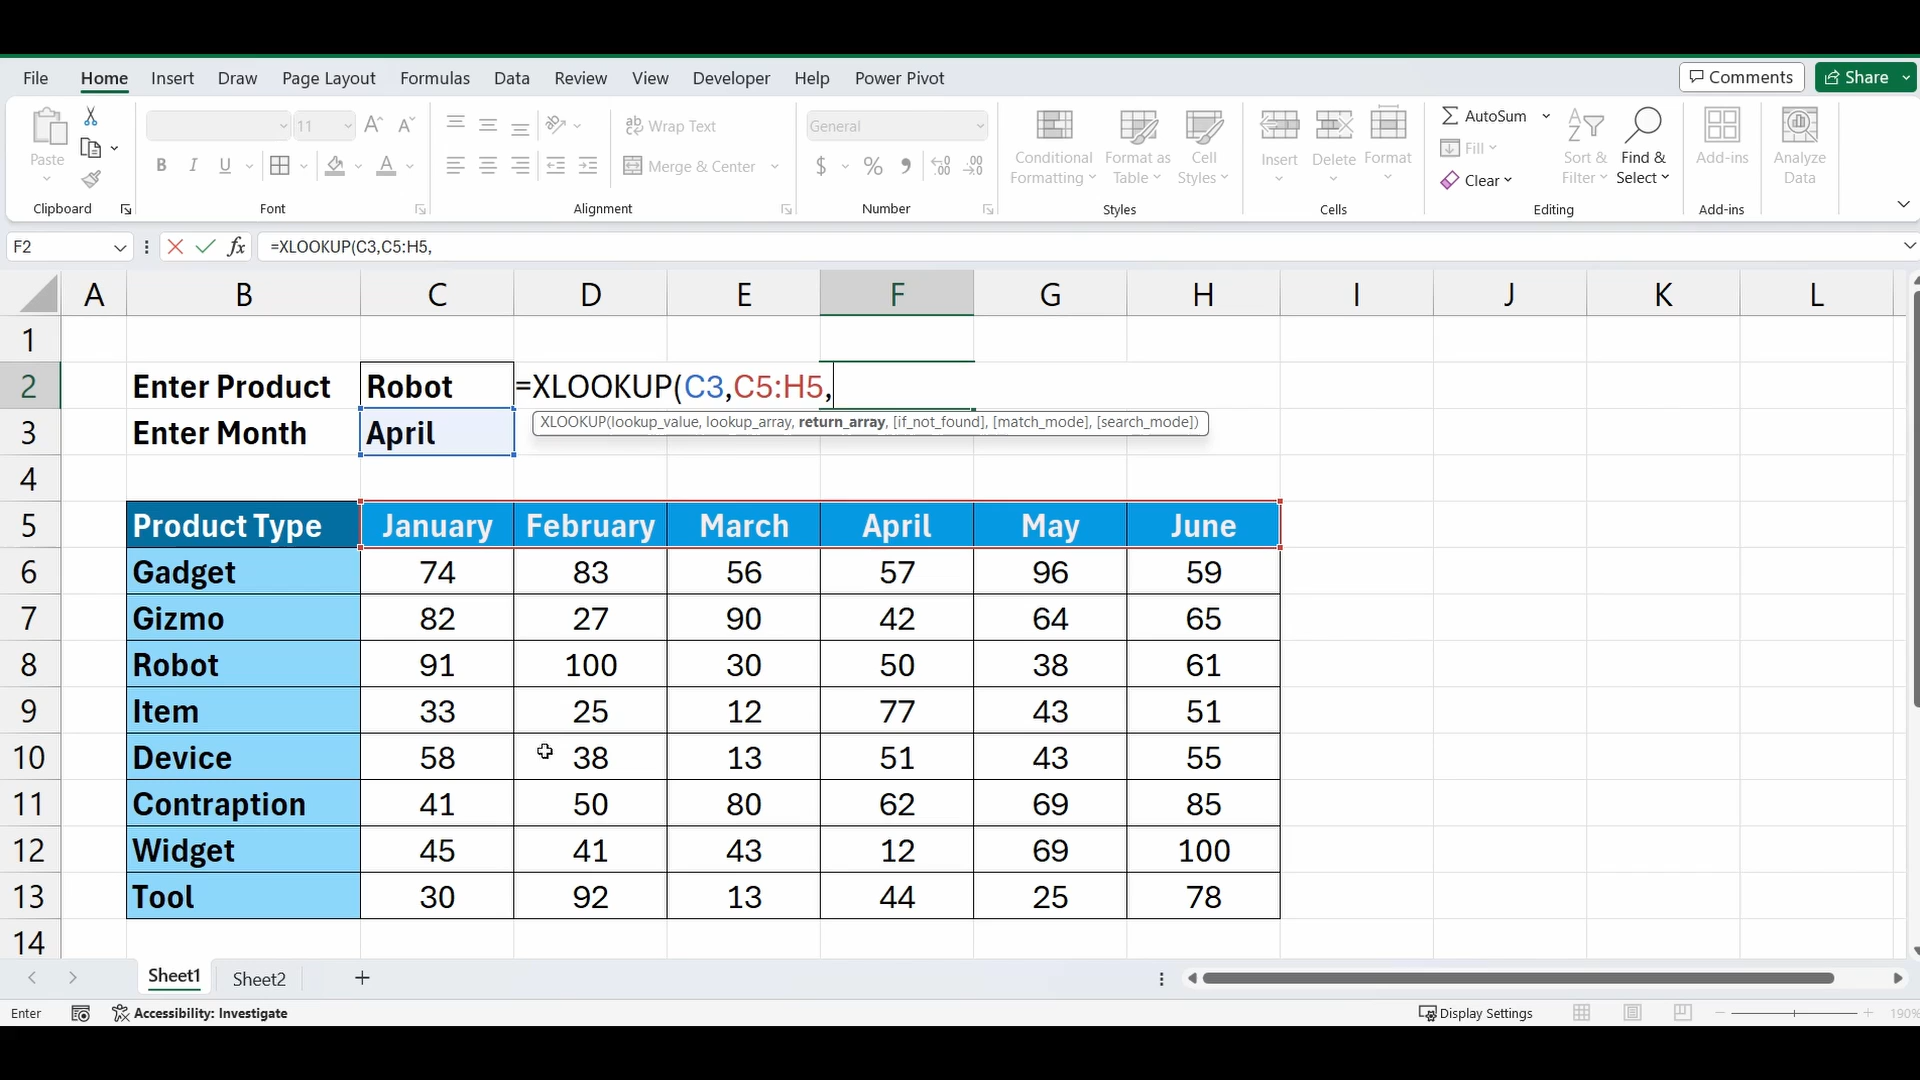 File Home Insert Draw Page Layout Formulas Data Review View Developer Help Power Pivot Comments Share
Paste
Clipboard
11
B I U A
Font
ab Wrap Text
Merge & Center
Alignment
General
$ % 9
Number
Conditional Formatting
Format as Table
Cell Styles
Styles
Insert Delete Format
Cells
AutoSum
Fill
Clear
Sort & Filter
Find & Select
Editing
Add-ins
Add-ins
Analyze Data
F2 fx =XLOOKUP(C3,C5:H5,
A B C D E F G H I J K L
1
2 Enter Product Robot =XLOOKUP(C3,C5:H5,
XLOOKUP(lookup_value, lookup_array, return_array, [if_not_found], [match_mode], [search_mode])
3 Enter Month April
4
5 Product Type January February March April May June
6 Gadget 74 83 56 57 96 59
7 Gizmo 82 27 90 42 64 65
8 Robot 91 100 30 50 38 61
9 Item 33 25 12 77 43 51
10 Device 58 38 13 51 43 55
11 Contraption 41 50 80 62 69 85
12 Widget 45 41 43 12 69 100
13 Tool 30 92 13 44 25 78
14
Sheet1 Sheet2
Enter Accessibility: Investigate Display Settings 190%